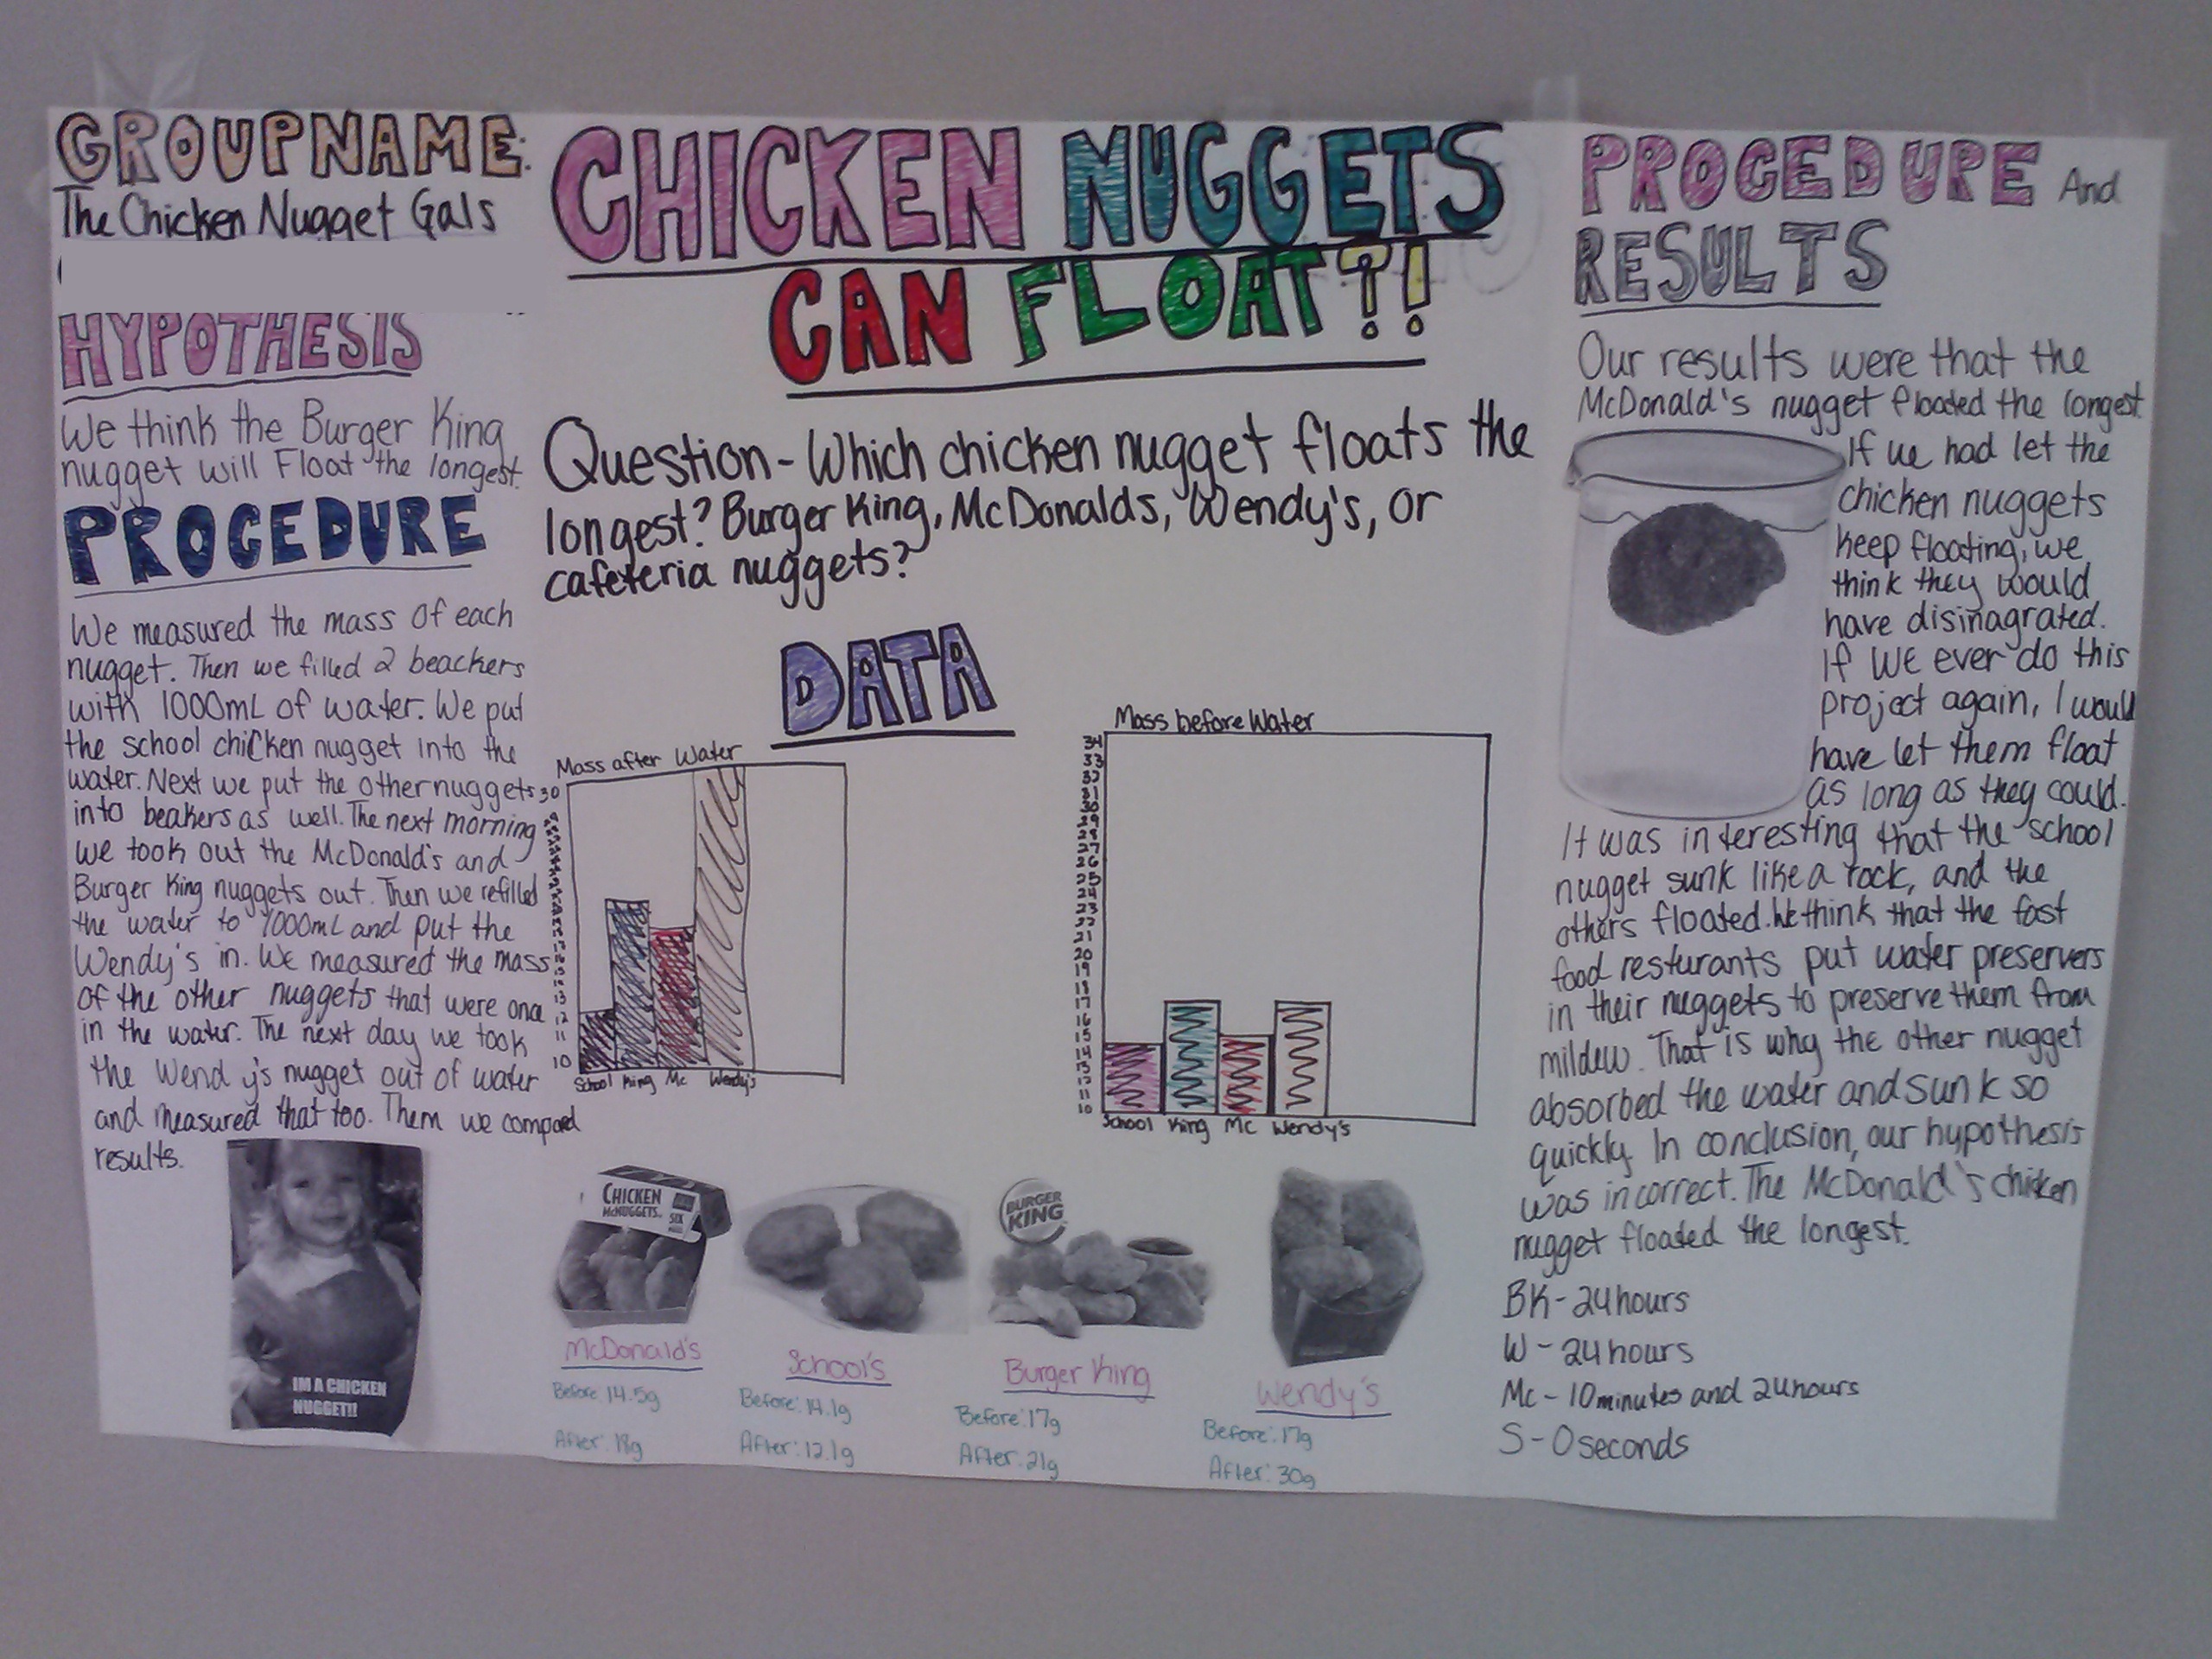 GROUPNAME:
The Chicken Nugget Gals
HYPOTHESIS
We think the Burger King
nugget will Float the longest.
PROCEDURE
We measured the mass of each
nugget. Then we filled 2 beackers
with 1000mL of water. We put
the school chicken nugget into the
water. Next we put the other nuggets
into beakers as well. The next morning
we took out the McDonald's and
Burger King nuggets out. Then we refilled
the water to 1000mL and put the
Wendy's in. We measured the mass
of the other nuggets that were once
in the water. The next day we took
the Wendy's nugget out of water
and measured that too. Them we compared
results.
IM A CHICKEN
NUGGET!!
CHICKEN NUGGETS
CAN FLOAT?!
Question - Which chicken nugget floats the
longest? Burger King, McDonalds, Wendy's, or
cafeteria nuggets?
DATA
Mass after Water
30
13
12
11
10
School King Mc Wendy's
Mass before Water
34
33
32
31
30
29
28
27
26
25
24
23
22
21
20
19
18
17
16
15
14
13
12
11
10
School King Mc Wendy's
CHICKEN
McNUGGETS
SIX
BURGER
KING
McDonald's
Before: 14.5g
After: 18g
School's
Before: 14.1g
After: 12.1g
Burger King
Before: 17g
After: 21g
Wendy's
Before: 17g
After: 30g
PROCEDURE And
RESULTS
Our results were that the
McDonald's nugget floated the longest.
If we had let the
chicken nuggets
keep floating, we
think they would
have disinagrated.
If we ever do this
project again, I would
have let them float
as long as they could.
It was interesting that the school
nugget sunk like a rock, and the
others floated. We think that the fast
food resturants put water preservers
in their nuggets to preserve them from
mildew. That is why the other nugget
absorbed the water and sunk so
quickly. In conclusion, our hypothesis
was incorrect. The McDonald's chicken
nugget floated the longest.
BK - 24 hours
W - 24 hours
Mc - 10 minutes and 24 hours
S - 0 seconds